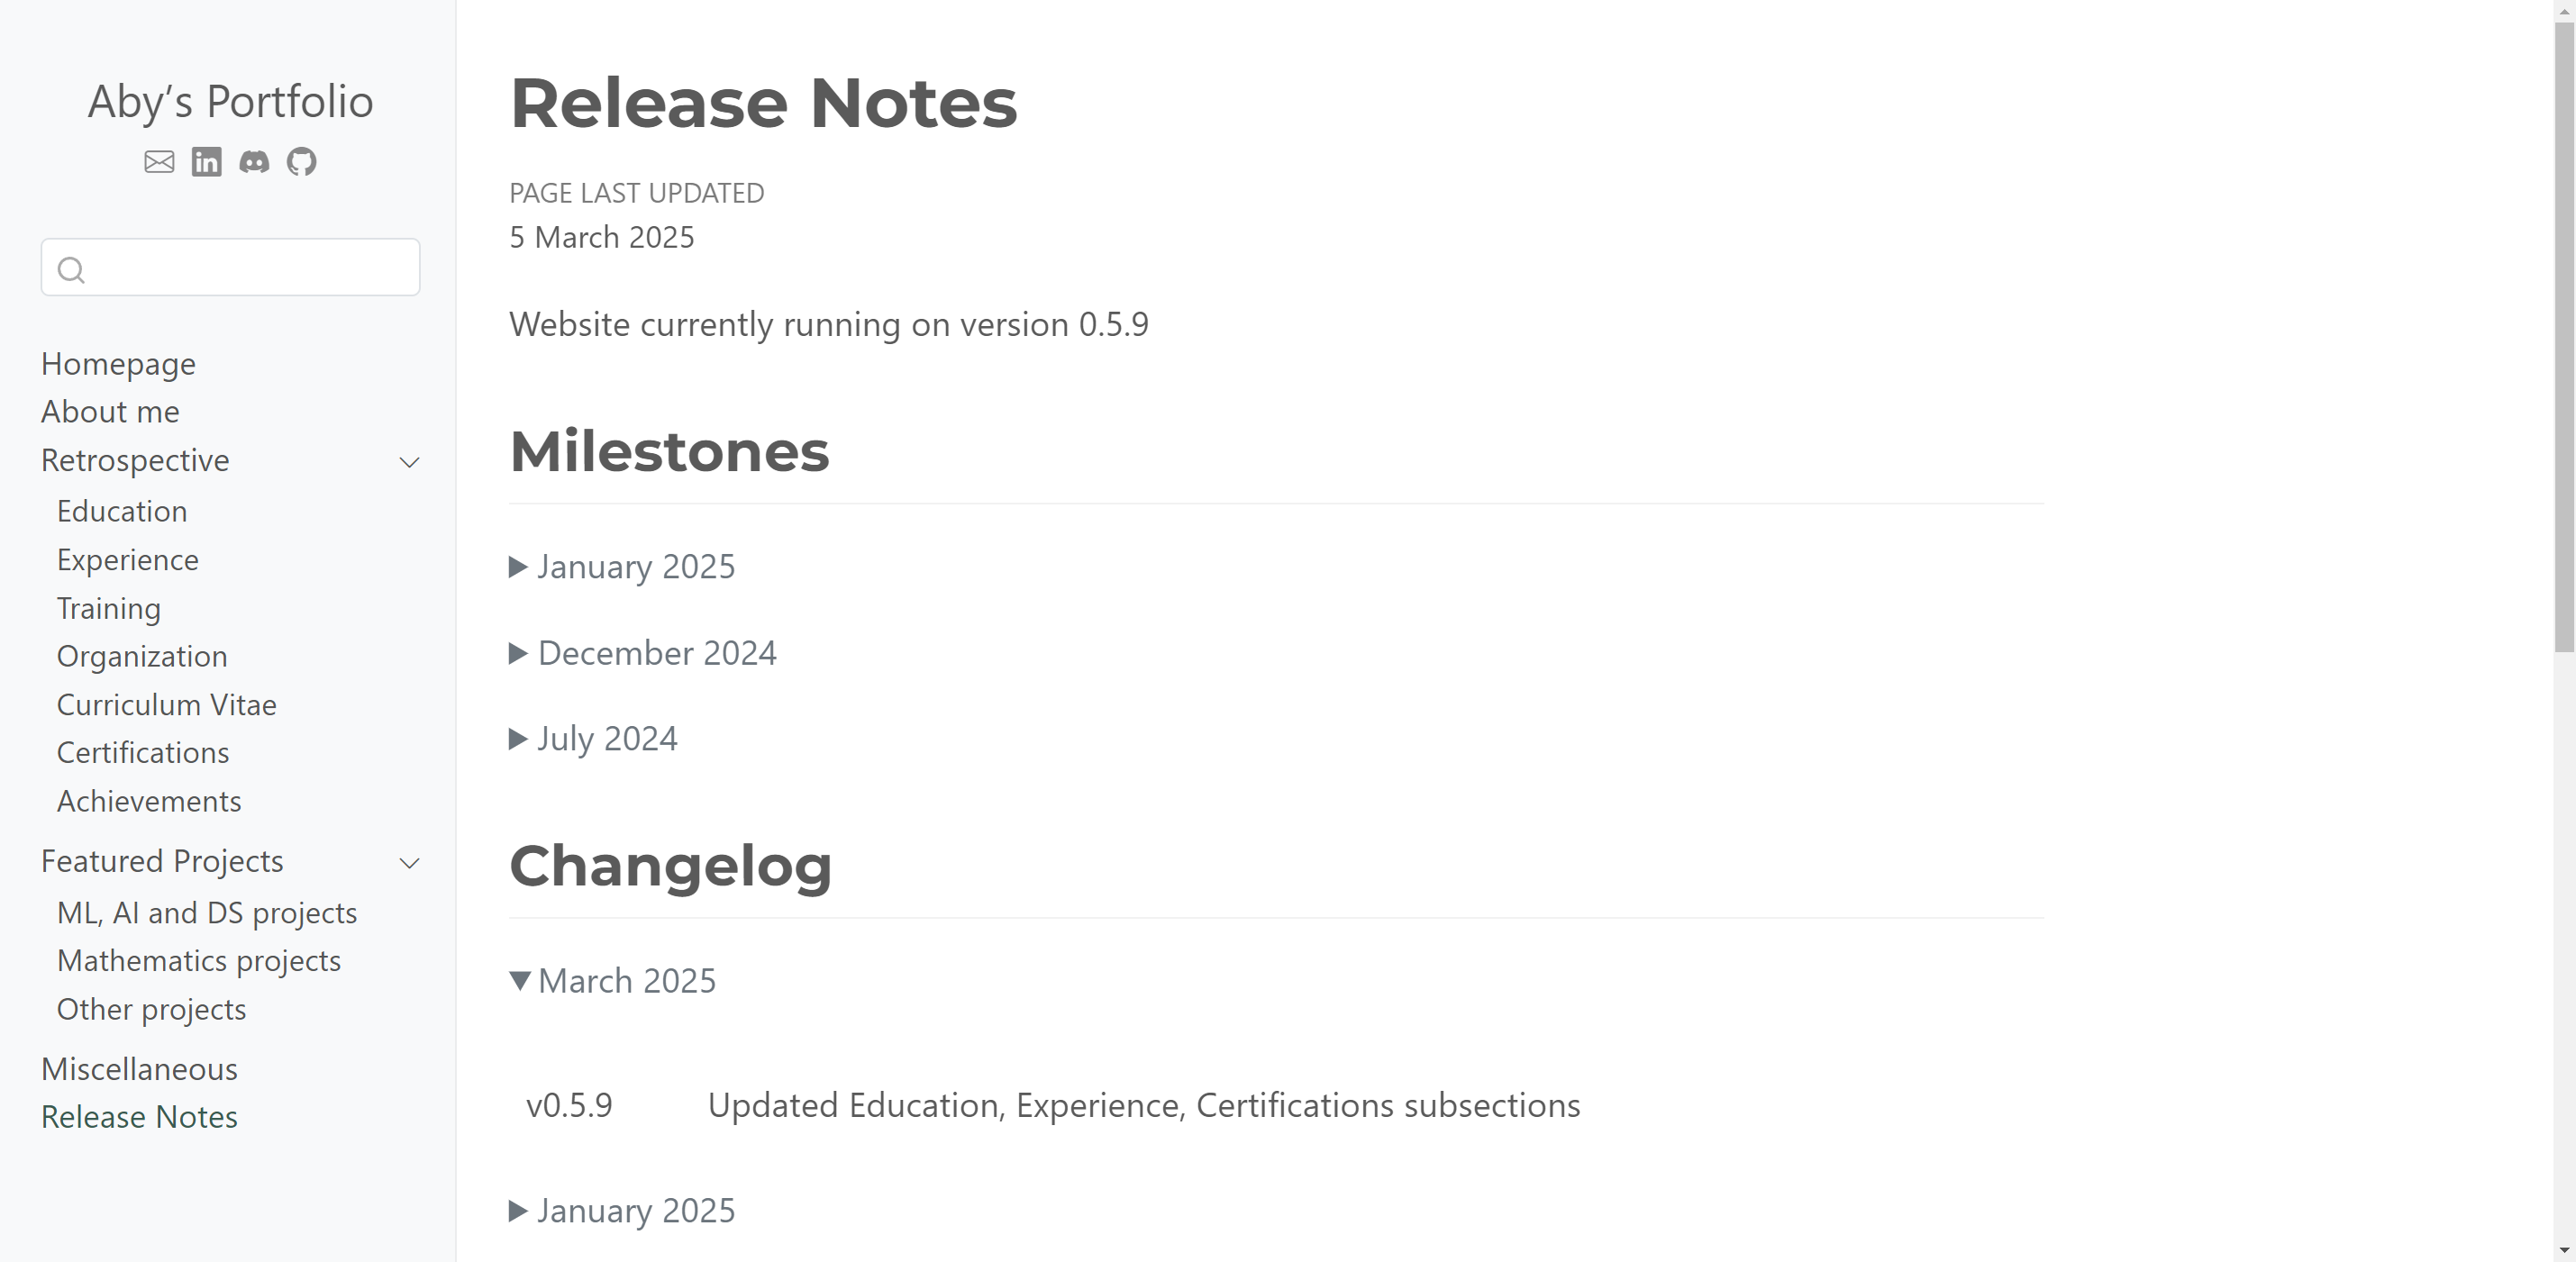 Aby's Portfolio
Homepage
About me
Retrospective
Education
Experience
Training
Organization
Curriculum Vitae
Certifications
Achievements
Featured Projects
ML, AI and DS projects
Mathematics projects
Other projects
Miscellaneous
Release Notes
Release Notes
PAGE LAST UPDATED
5 March 2025
Website currently running on version 0.5.9
Milestones
January 2025
December 2024
July 2024
Changelog
March 2025
v0.5.9 Updated Education, Experience, Certifications subsections
January 2025